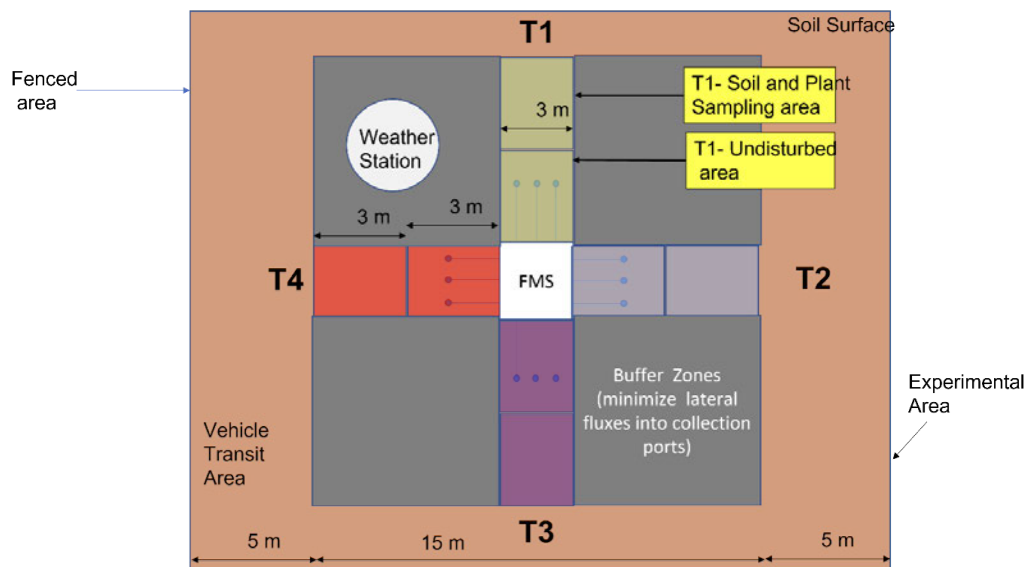 T1
Soil Surface
Fenced
area
T1- Soil and Plant
Sampling area
3 m
Weather
Station
T1- Undisturbed
area
3 m
3 m
T4
FMS
T2
Buffer Zones
(minimize lateral
fluxes into collection
ports)
Experimental
Area
Vehicle
Transit
Area
T3
5 m
15 m
5 m